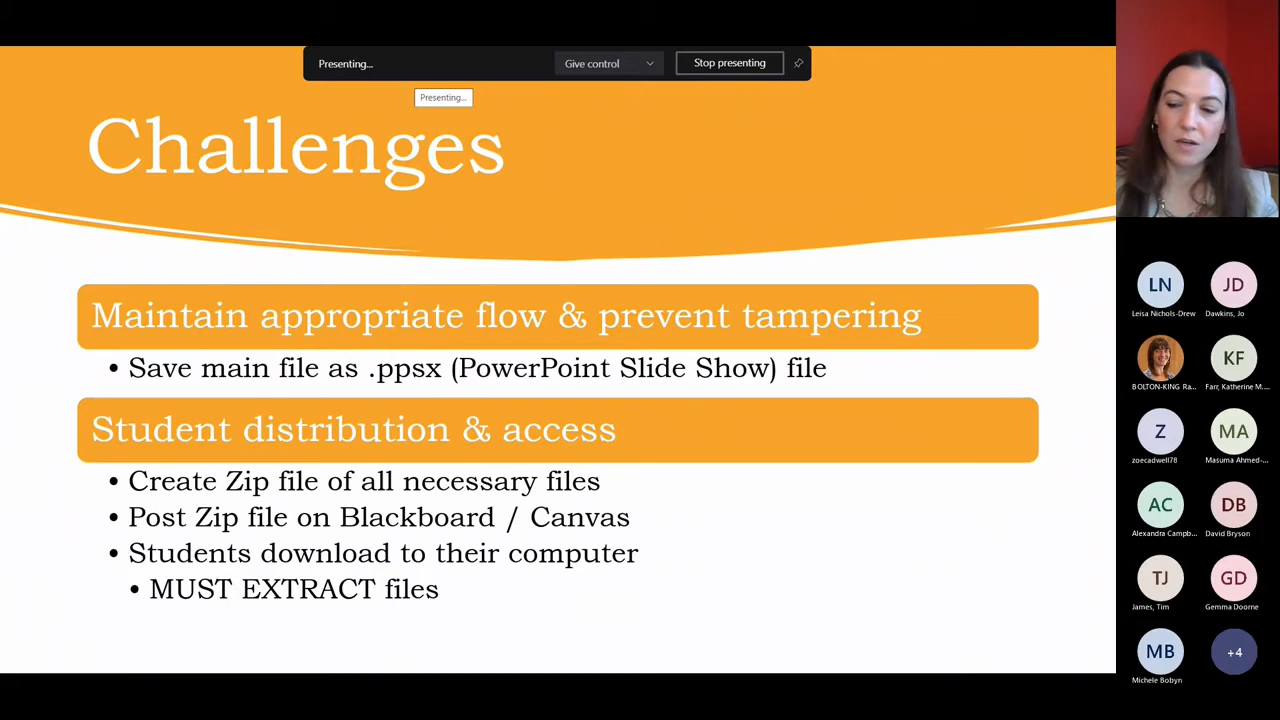 Presenting...
Give control
Stop presenting
Presenting...
Challenges
Maintain appropriate flow & prevent tampering
• Save main file as .ppsx (PowerPoint Slide Show) file
Student distribution & access
• Create Zip file of all necessary files
• Post Zip file on Blackboard / Canvas
• Students download to their computer
• MUST EXTRACT files
LN
JD
Leisa Nichols-Drew
Dawkins, Jo
KF
BOLTON-KING Ra...
Farr, Katherine M....
Z
MA
zoecadwell78
Masuma Ahmed-...
AC
DB
Alexandra Campb...
David Bryson
TJ
GD
James, Tim
Gemma Doorne
MB
+4
Michele Bobyn